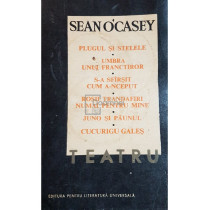 SEAN O'CASEY
PLUGUL ȘI STELELE
UMBRA
UNUI FRANCTIROR
S-A SFÎRȘIT
CUM A-NCEPUT
ROȘII TRANDAFIRI
NUMAI PENTRU MINE
JUNO ȘI PĂUNUL
CUCURIGU GALEȘ
TEATRU
EDITURA PENTRU LITERATURĂ UNIVERSALĂ